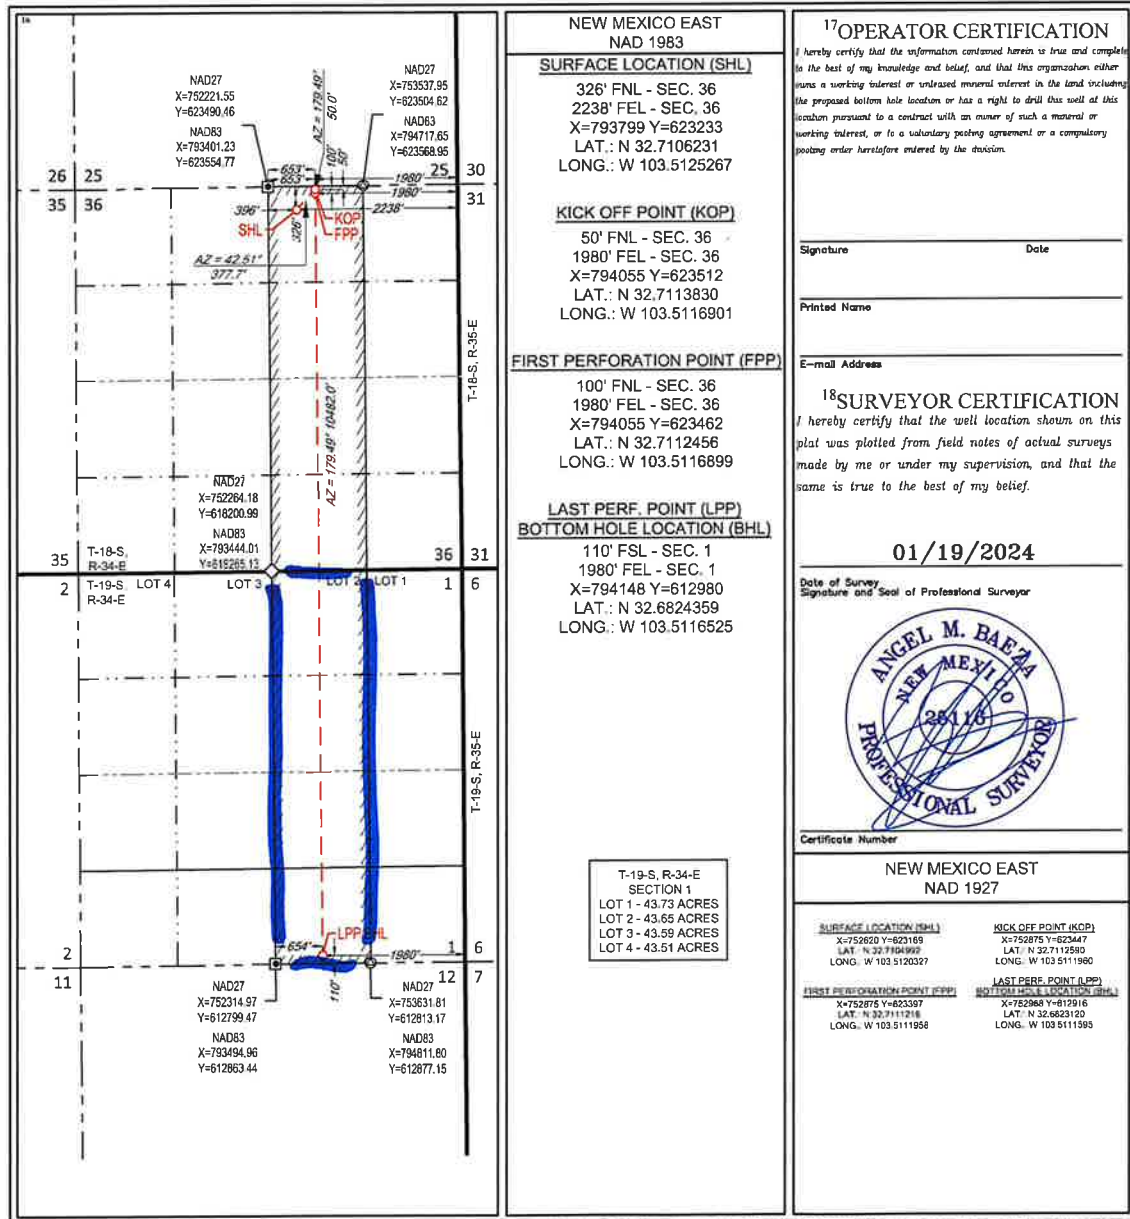 16
NAD27
X=752221.55
Y=623490.46
NAD83
X=793401.23
Y=623554.77
NAD27
X=753537.95
Y=623504.62
NAD83
X=794717.65
Y=623568.95
AZ = 179.49°
50.0'
100'
50'
653'
653'
1980'
1980'
26 25
25 30
35 36
31
396'
2238'
SHL
KOP
FPP
326'
AZ = 42.51°
377.7'
T-18-S, R-35-E
AZ = 179.49° 10482.0'
NAD27
X=752264.18
Y=618200.99
NAD83
X=793444.01
Y=618265.13
35
T-18-S,
R-34-E
36 31
2
T-19-S,
R-34-E
LOT 4
LOT 3
LOT 2
LOT 1
1 6
T-19-S, R-35-E
654'
LPP/BHL
1980'
110'
2
1 6
11
12 7
NAD27
X=752314.97
Y=612799.47
NAD83
X=793494.96
Y=612863.44
NAD27
X=753631.81
Y=612813.17
NAD83
X=794811.80
Y=612877.15
NEW MEXICO EAST
NAD 1983
SURFACE LOCATION (SHL)
326' FNL - SEC. 36
2238' FEL - SEC. 36
X=793799 Y=623233
LAT.: N 32.7106231
LONG.: W 103.5125267
KICK OFF POINT (KOP)
50' FNL - SEC. 36
1980' FEL - SEC. 36
X=794055 Y=623512
LAT.: N 32.7113830
LONG.: W 103.5116901
FIRST PERFORATION POINT (FPP)
100' FNL - SEC. 36
1980' FEL - SEC. 36
X=794055 Y=623462
LAT.: N 32.7112456
LONG.: W 103.5116899
LAST PERF. POINT (LPP)
BOTTOM HOLE LOCATION (BHL)
110' FSL - SEC. 1
1980' FEL - SEC. 1
X=794148 Y=612980
LAT.: N 32.6824359
LONG.: W 103.5116525
T-19-S, R-34-E
SECTION 1
LOT 1 - 43.73 ACRES
LOT 2 - 43.65 ACRES
LOT 3 - 43.59 ACRES
LOT 4 - 43.51 ACRES
17OPERATOR CERTIFICATION
I hereby certify that the information contained herein is true and complete
to the best of my knowledge and belief, and that this organization either
owns a working interest or unleased mineral interest in the land including
the proposed bottom hole location or has a right to drill this well at this
location pursuant to a contract with an owner of such a mineral or
working interest, or to a voluntary pooling agreement or a compulsory
pooling order heretofore entered by the division.
Signature Date
Printed Name
E-mail Address
18SURVEYOR CERTIFICATION
I hereby certify that the well location shown on this
plat was plotted from field notes of actual surveys
made by me or under my supervision, and that the
same is true to the best of my belief.
01/19/2024
Date of Survey
Signature and Seal of Professional Surveyor
ANGEL M. BAEZA
NEW MEXICO
25116
PROFESSIONAL SURVEYOR
Certificate Number
NEW MEXICO EAST
NAD 1927
SURFACE LOCATION (SHL)
X=752620 Y=623169
LAT.: N 32.7104992
LONG.: W 103.5120327
KICK OFF POINT (KOP)
X=752875 Y=623447
LAT.: N 32.7112590
LONG.: W 103.5111960
FIRST PERFORATION POINT (FPP)
X=752875 Y=623397
LAT.: N 32.7111216
LONG.: W 103.5111958
LAST PERF. POINT (LPP)
BOTTOM HOLE LOCATION (BHL)
X=752968 Y=612916
LAT.: N 32.6823120
LONG.: W 103.5111595